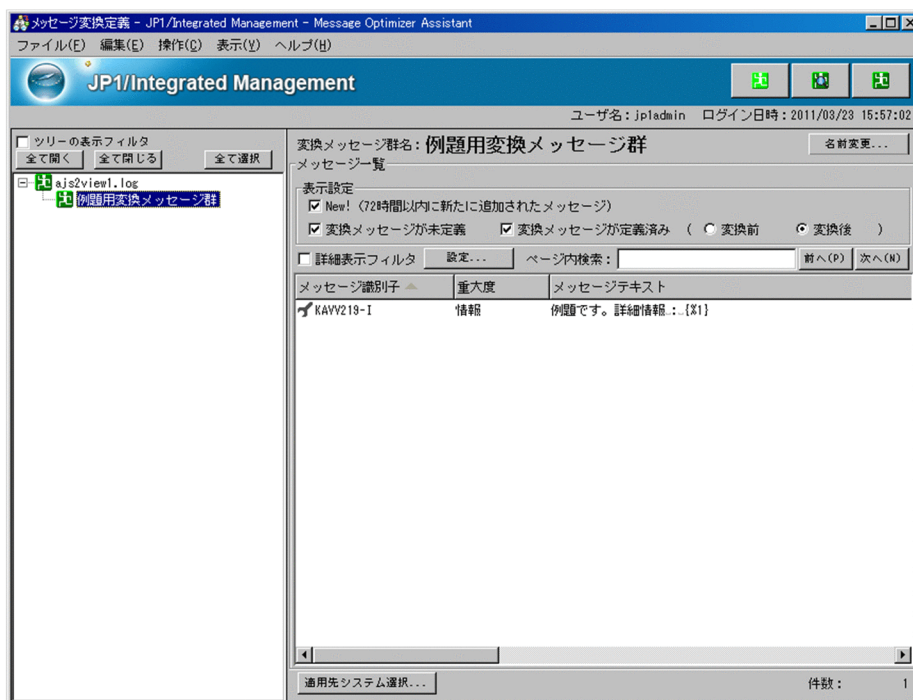 メッセージ変換定義 - JP1/Integrated Management - Message Optimizer Assistant
ファイル(F) 編集(E) 操作(C) 表示(V) ヘルプ(H)
JP1/Integrated Management
ユーザ名:jp1admin ログイン日時:2011/03/23 15:57:02
ツリーの表示フィルタ
全て開く 全て閉じる 全て選択
ajs2view1.log
例題用変換メッセージ群
変換メッセージ群名:例題用変換メッセージ群 名前変更...
メッセージ一覧
表示設定
New! (72時間以内に新たに追加されたメッセージ)
変換メッセージが未定義 変換メッセージが定義済み ( 変換前 変換後 )
詳細表示フィルタ 設定... ページ内検索: 前へ(P) 次へ(N)
メッセージ識別子 重大度 メッセージテキスト
KAVV219-I 情報 例題です。詳細情報_:_{%1}
適用先システム選択... 件数: 1